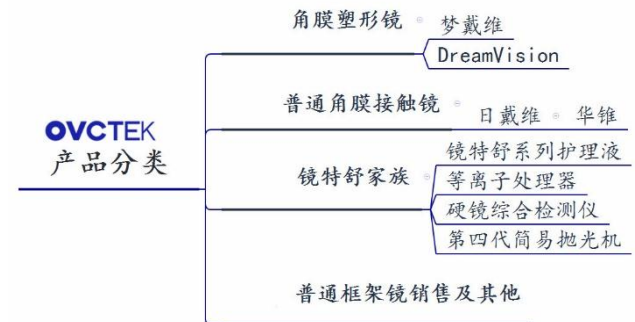 角膜塑形镜
梦戴维
DreamVision
普通角膜接触镜
日戴维
华锥
OVCTEK
产品分类
镜特舒家族
镜特舒系列护理液
等离子处理器
硬镜综合检测仪
第四代简易抛光机
普通框架镜销售及其他